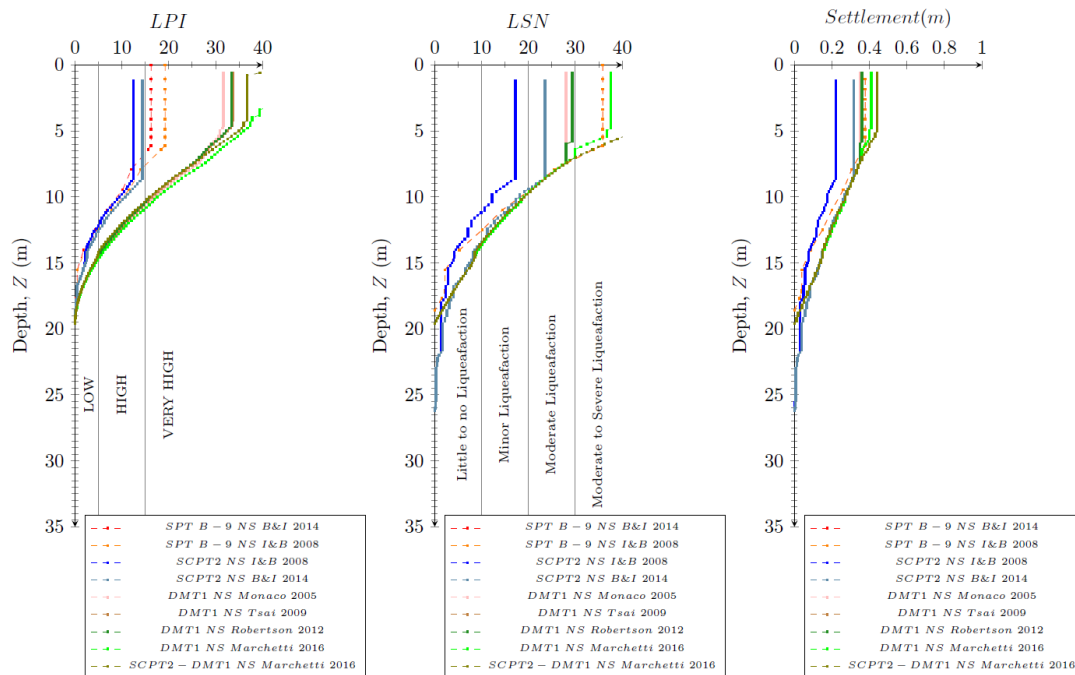 LPI
0 10 20 30 40
0
5
10
15
20
25
30
35
Depth, Z (m)
LOW
HIGH
VERY HIGH
SPT B−9 NS B&I 2014
SPT B−9 NS I&B 2008
SCPT2 NS I&B 2008
SCPT2 NS B&I 2014
DMT1 NS Monaco 2005
DMT1 NS Tsai 2009
DMT1 NS Robertson 2012
DMT1 NS Marchetti 2016
SCPT2−DMT1 NS Marchetti 2016
LSN
0 10 20 30 40
0
5
10
15
20
25
30
35
Depth, Z (m)
Little to no Liqueafaction
Minor Liqueafaction
Moderate Liqueafaction
Moderate to Severe Liqueafaction
SPT B−9 NS B&I 2014
SPT B−9 NS I&B 2008
SCPT2 NS I&B 2008
SCPT2 NS B&I 2014
DMT1 NS Monaco 2005
DMT1 NS Tsai 2009
DMT1 NS Robertson 2012
DMT1 NS Marchetti 2016
SCPT2−DMT1 NS Marchetti 2016
Settlement(m)
0 0.2 0.4 0.6 0.8 1
0
5
10
15
20
25
30
35
Depth, Z (m)
SPT B−9 NS B&I 2014
SPT B−9 NS I&B 2008
SCPT2 NS I&B 2008
SCPT2 NS B&I 2014
DMT1 NS Monaco 2005
DMT1 NS Tsai 2009
DMT1 NS Robertson 2012
DMT1 NS Marchetti 2016
SCPT2−DMT1 NS Marchetti 2016